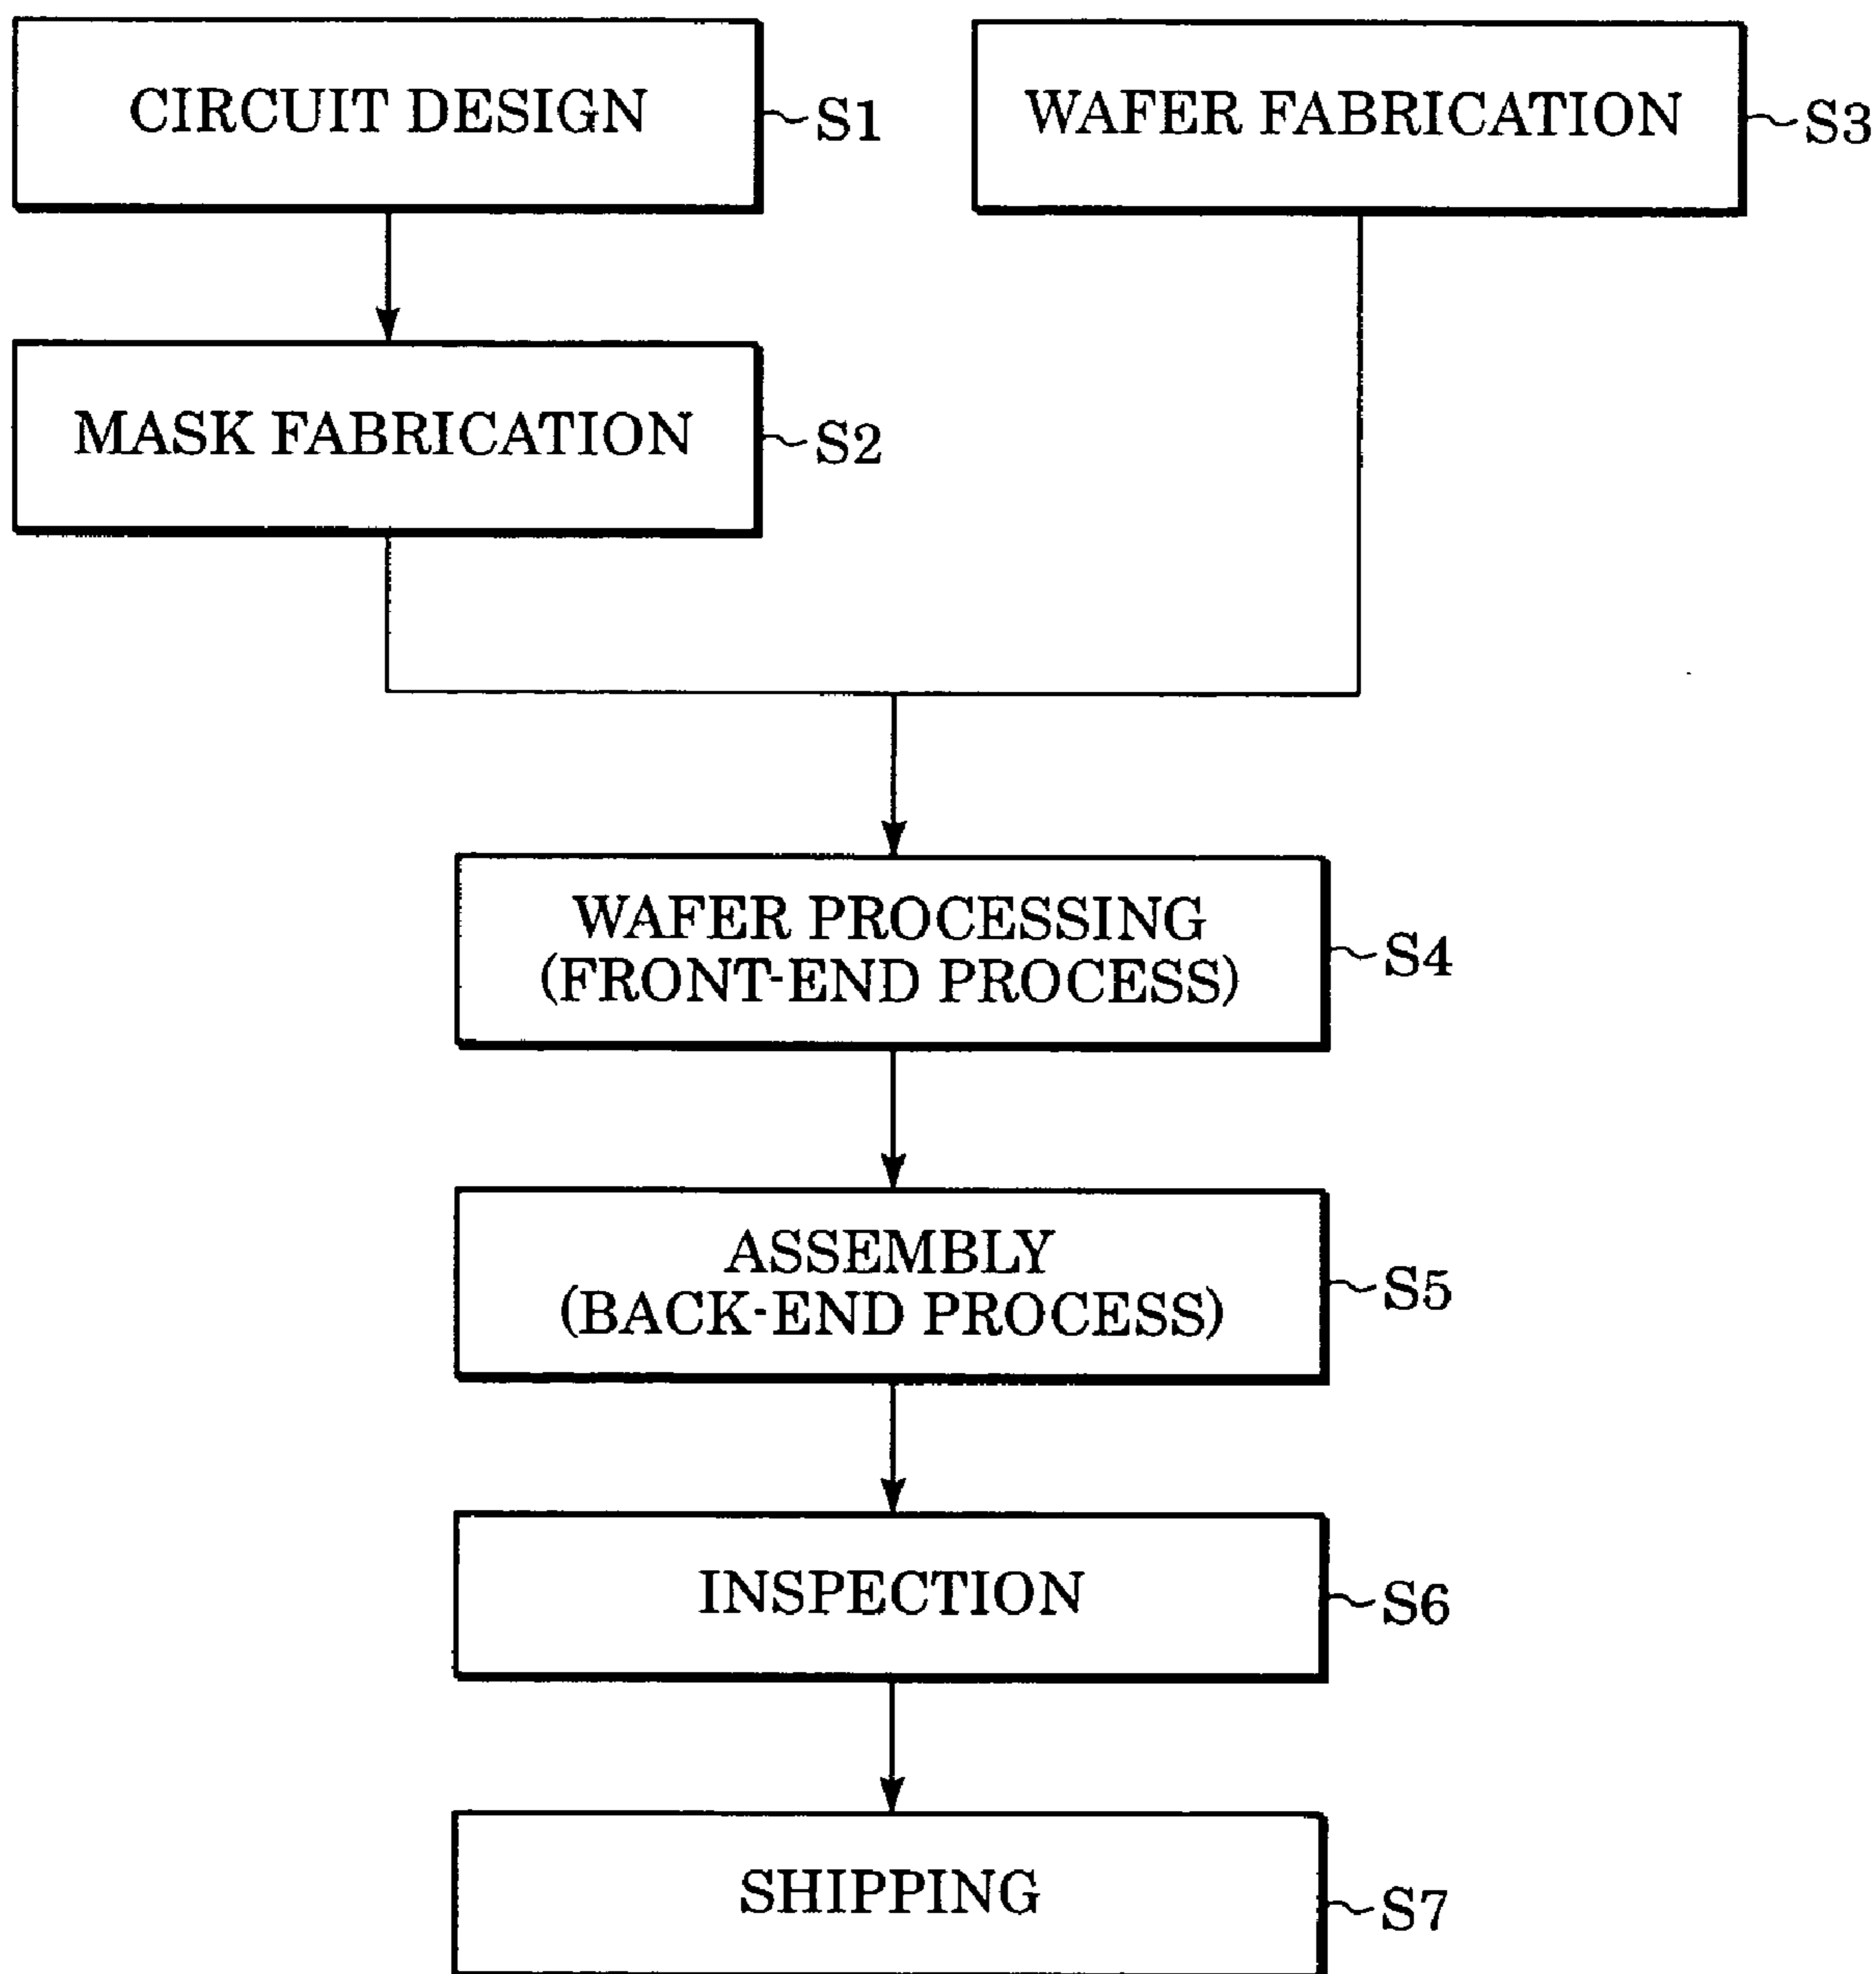 CIRCUIT DESIGN
S1
WAFER FABRICATION
S3
MASK FABRICATION
S2
WAFER PROCESSING
(FRONT-END PROCESS)
S4
ASSEMBLY
(BACK-END PROCESS)
S5
INSPECTION
S6
SHIPPING
S7